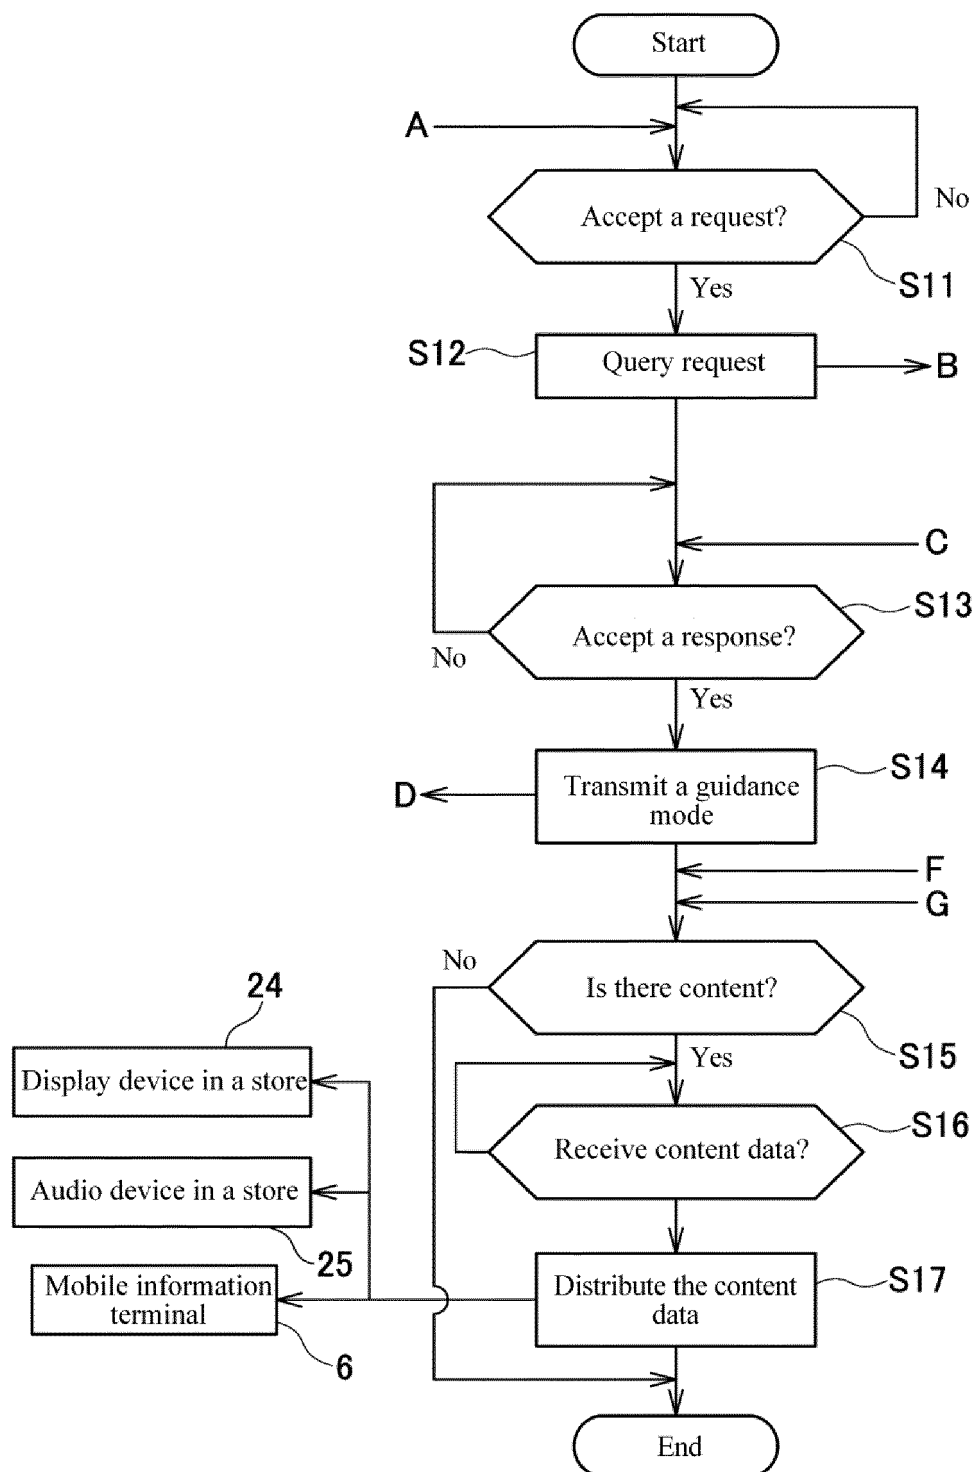 Start
A
No
Accept a request?
S11
Yes
S12
Query request
B
C
S13
Accept a response?
No
Yes
S14
Transmit a guidance
mode
D
F
G
No
Is there content?
S15
Yes
24
Display device in a store
S16
Receive content data?
Audio device in a store
25
S17
Distribute the content
data
Mobile information
terminal
6
End